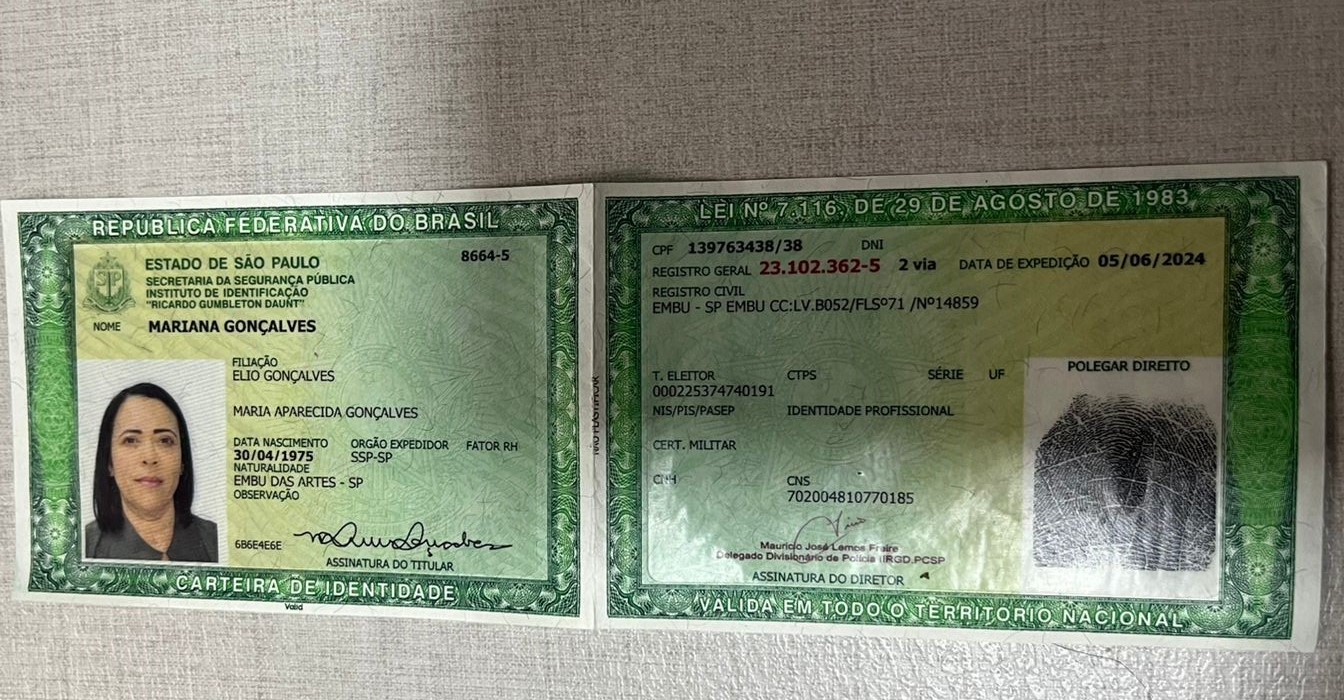 REPÚBLICA FEDERATIVA DO BRASIL
8664-5
ESTADO DE SÃO PAULO
SECRETARIA DA SEGURANÇA PÚBLICA
INSTITUTO DE IDENTIFICAÇÃO
"RICARDO GUMBLETON DAUNT"
NOME MARIANA GONÇALVES
FILIAÇÃO
ELIO GONÇALVES
MARIA APARECIDA GONÇALVES
DATA NASCIMENTO ORGÃO EXPEDIDOR FATOR RH
30/04/1975 SSP-SP
NATURALIDADE
EMBU DAS ARTES - SP
OBSERVAÇÃO
6B6E4E6E
ASSINATURA DO TITULAR
CARTEIRA DE IDENTIDADE
Valid
NÃO PLASTIFICAR
LEI Nº 7.116, DE 29 DE AGOSTO DE 1983
CPF 139763438/38 DNI
REGISTRO GERAL 23.102.362-5 2 via DATA DE EXPEDIÇÃO 05/06/2024
REGISTRO CIVIL
EMBU - SP EMBU CC:LV.B052/FLSº71 /Nº14859
POLEGAR DIREITO
T. ELEITOR CTPS SÉRIE UF
000225374740191
NIS/PIS/PASEP IDENTIDADE PROFISSIONAL
CERT. MILITAR
CNH CNS
702004810770185
Mauricio José Lemos Freire
Delegado Divisionário de Polícia IIRGD.PCSP
ASSINATURA DO DIRETOR
VÁLIDA EM TODO O TERRITÓRIO NACIONAL